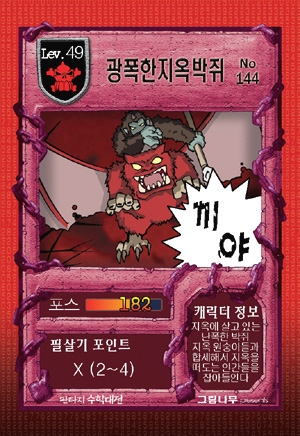 Lev. 49
광폭한지옥박쥐
No
144
끼
야
포스 182
필살기 포인트
X (2~4)
캐릭터 정보
지옥에 살고 있는
난폭한 박쥐
지옥 원숭이들과
합세해서 지옥을
떠도는 인간들을
잡아들인다
판타지 수학대전
그림나무